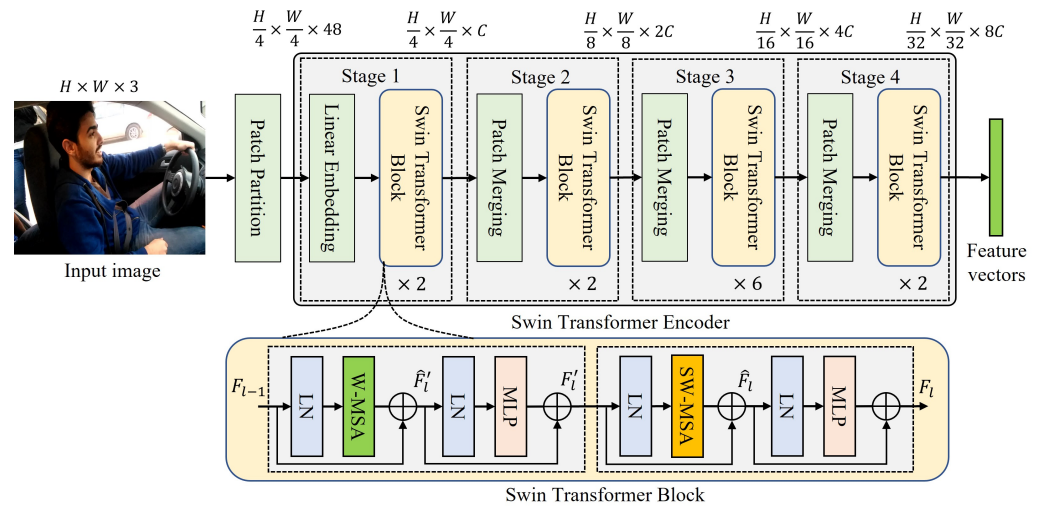 H/4 × W/4 × 48
H/4 × W/4 × C
H/8 × W/8 × 2C
H/16 × W/16 × 4C
H/32 × W/32 × 8C
H × W × 3
Input image
Patch Partition
Stage 1
Linear Embedding
Swin Transformer
Block
× 2
Stage 2
Patch Merging
Swin Transformer
Block
× 2
Stage 3
Patch Merging
Swin Transformer
Block
× 6
Stage 4
Patch Merging
Swin Transformer
Block
× 2
Feature
vectors
Swin Transformer Encoder
F_{l−1}
LN
W-MSA
F̂′_l
LN
MLP
F′_l
LN
SW-MSA
F̂_l
LN
MLP
F_l
Swin Transformer Block